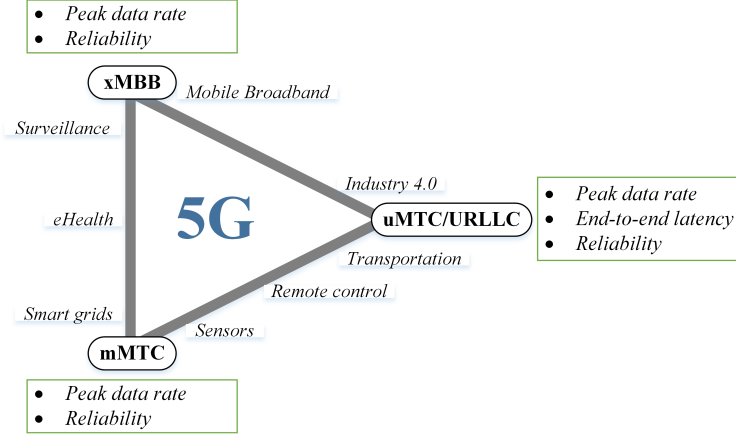 • Peak data rate
• Reliability
xMBB
Mobile Broadband
Surveillance
Industry 4.0
5G
eHealth
uMTC/URLLC
• Peak data rate
• End-to-end latency
• Reliability
Transportation
Remote control
Smart grids
Sensors
mMTC
• Peak data rate
• Reliability